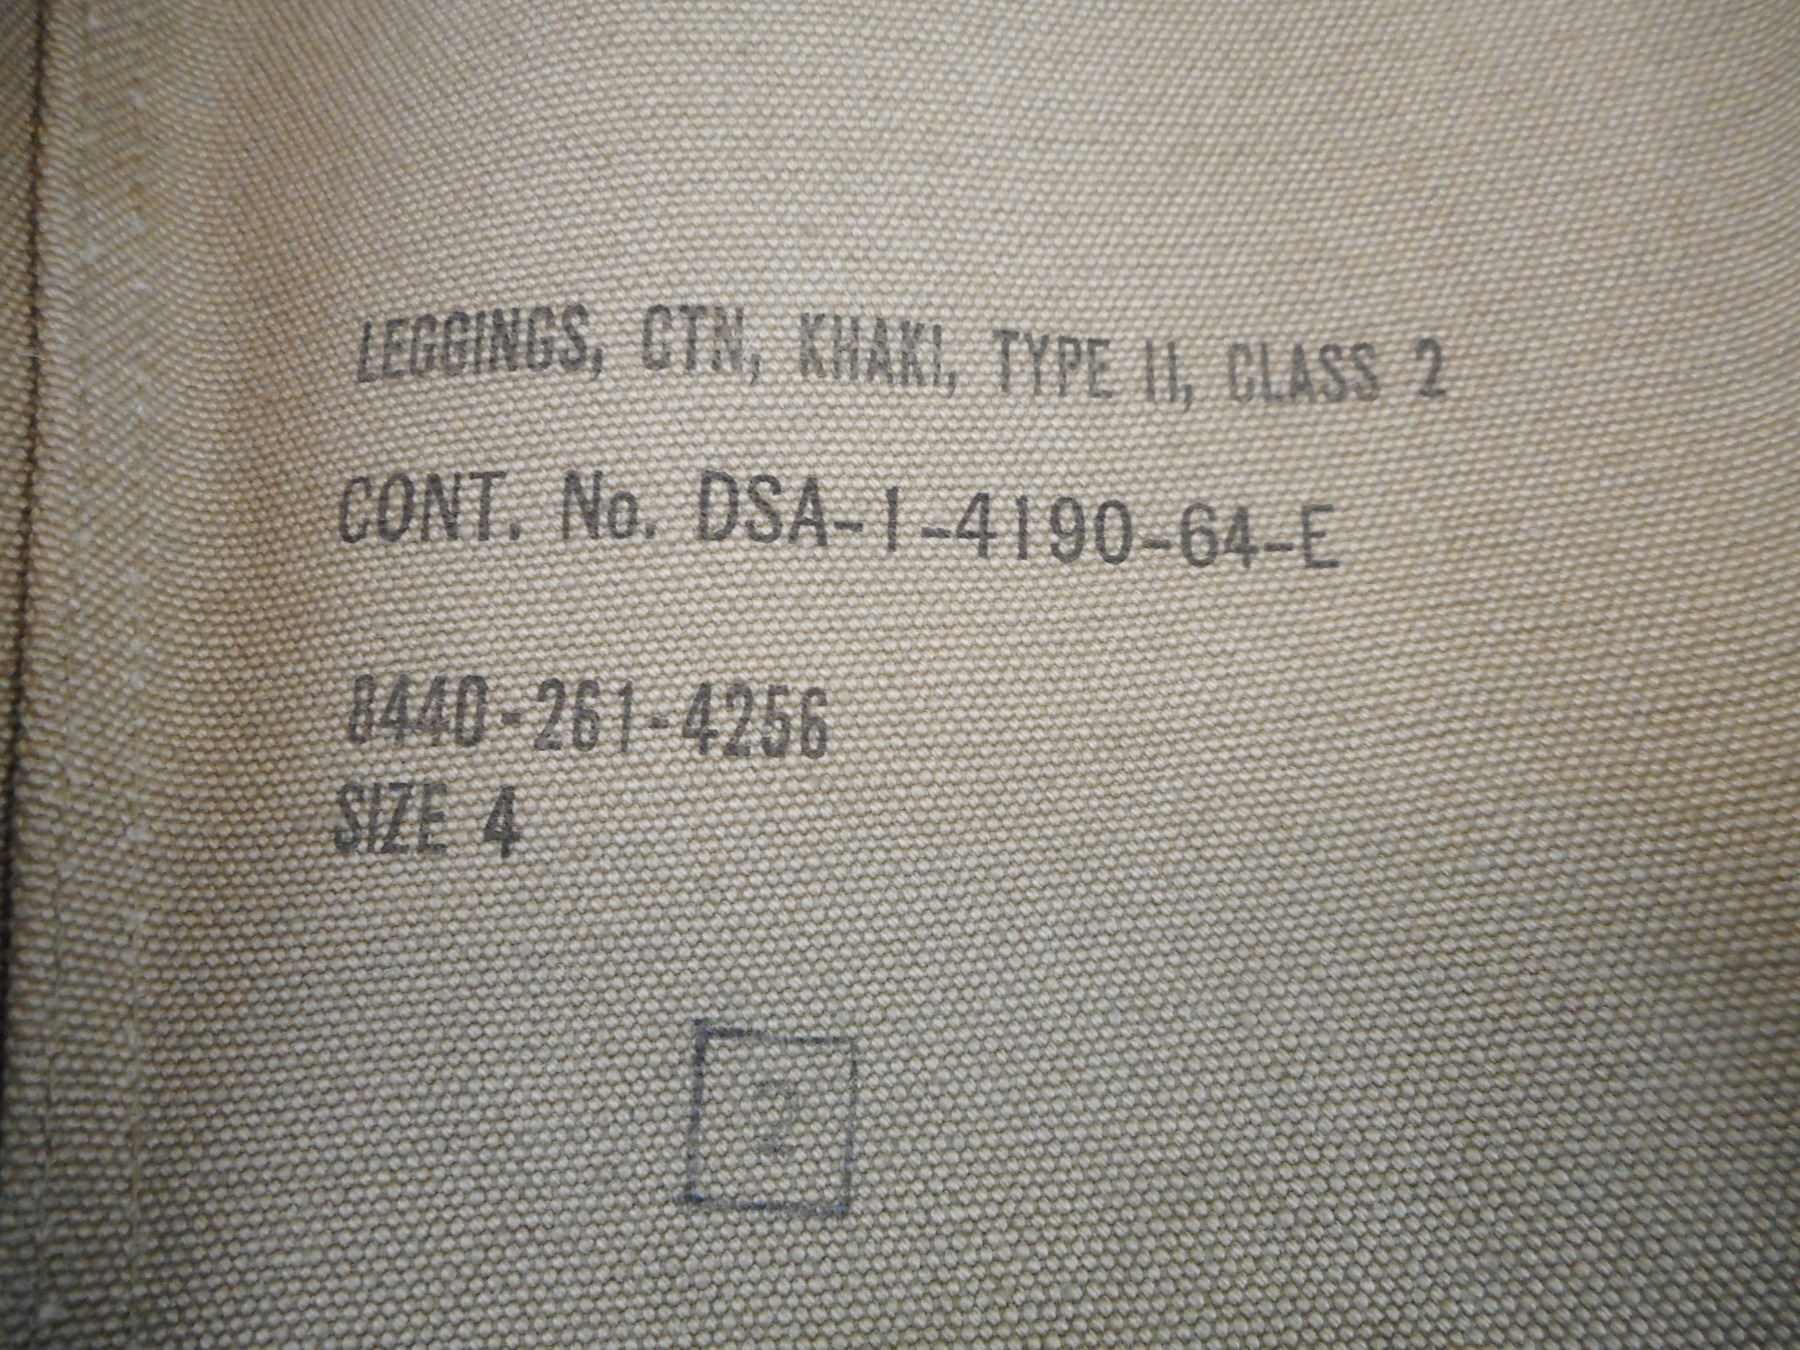 LEGGINGS, CTN, KHAKI, TYPE II, CLASS 2
CONT. No. DSA-1-4190-64-E
8440-261-4256
SIZE 4